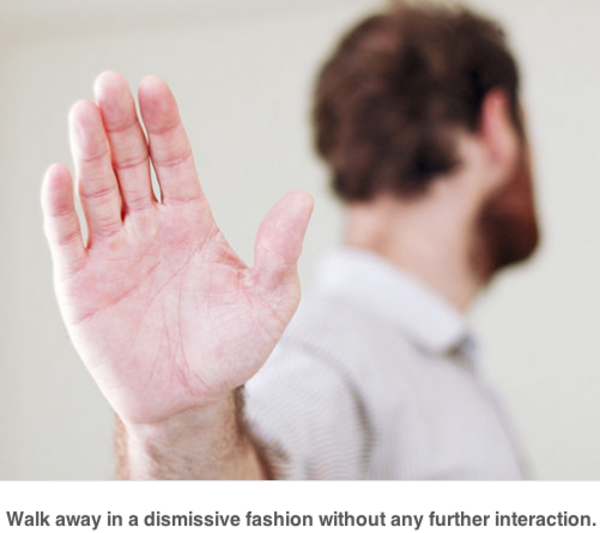 Walk away in a dismissive fashion without any further interaction.